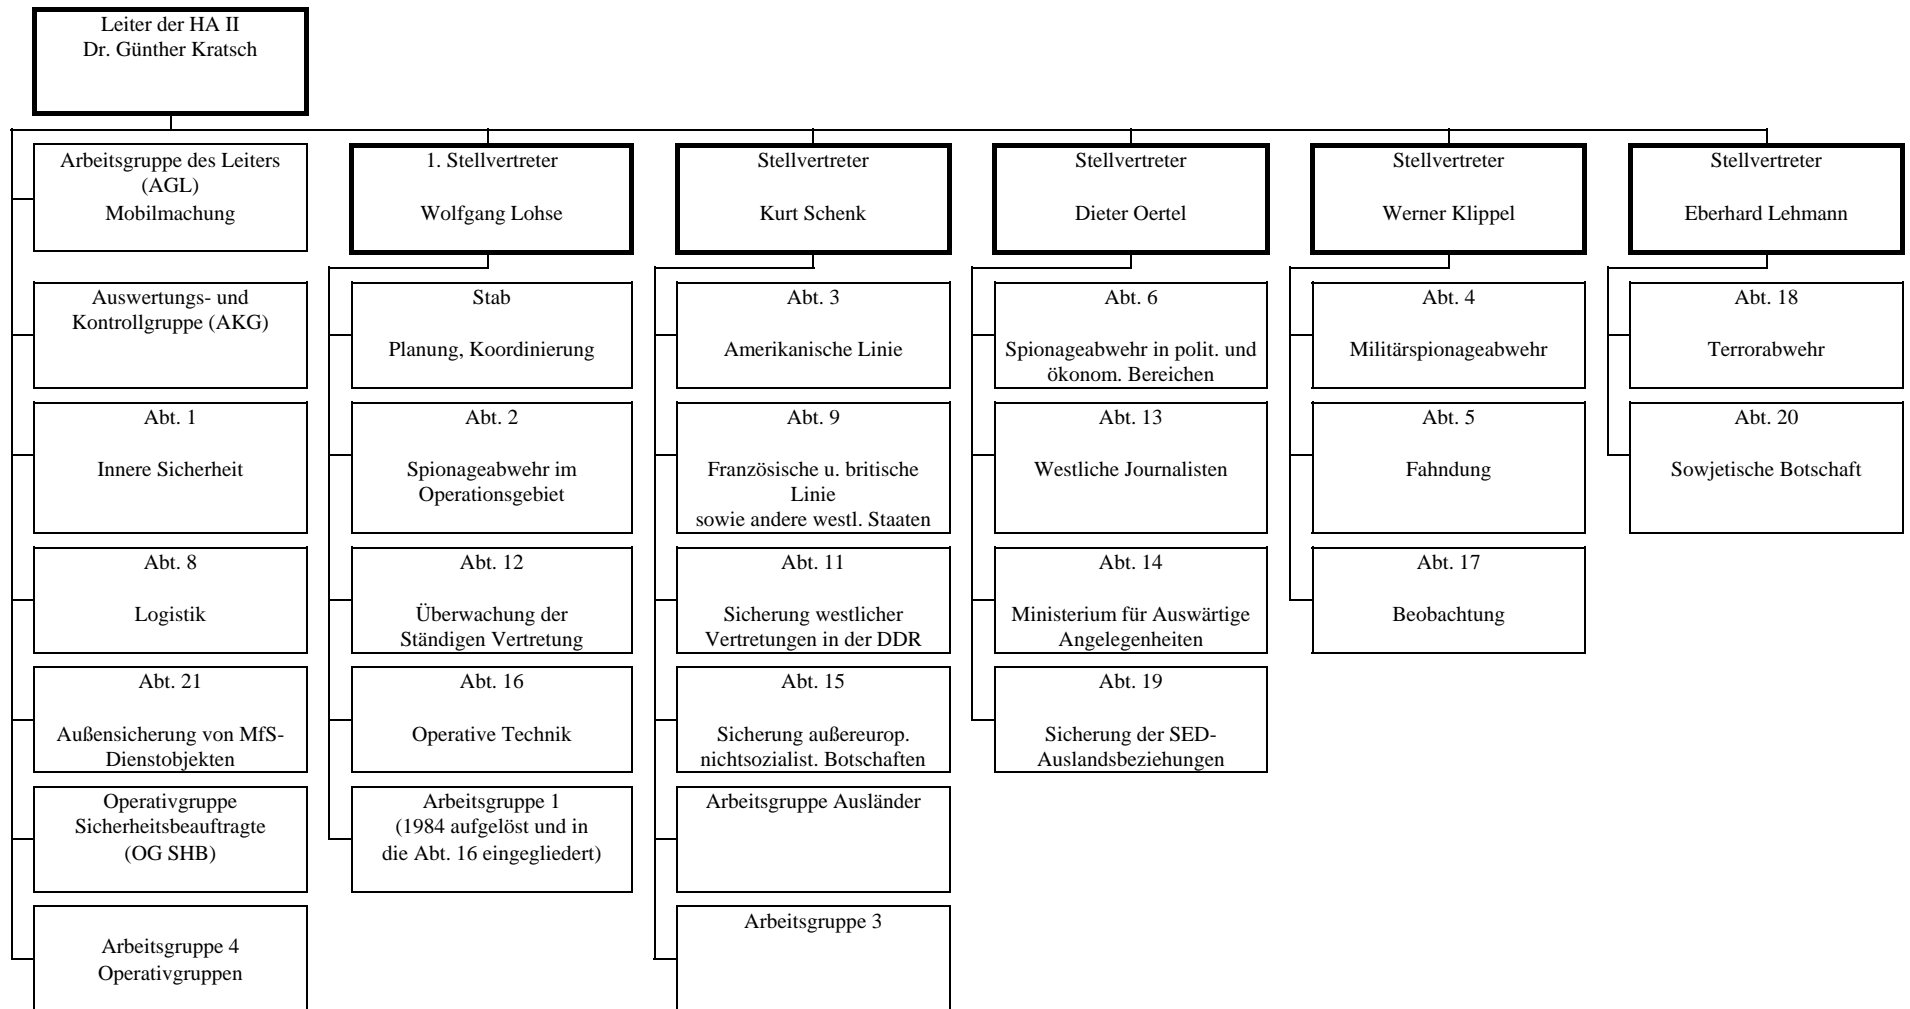 Leiter der HA II
Dr. Günther Kratsch
Arbeitsgruppe des Leiters
(AGL)
Mobilmachung
Auswertungs- und
Kontrollgruppe (AKG)
Abt. 1
Innere Sicherheit
Abt. 8
Logistik
Abt. 21
Außensicherung von MfS-
Dienstobjekten
Operativgruppe
Sicherheitsbeauftragte
(OG SHB)
Arbeitsgruppe 4
Operativgruppen
1. Stellvertreter
Wolfgang Lohse
Stab
Planung, Koordinierung
Abt. 2
Spionageabwehr im
Operationsgebiet
Abt. 12
Überwachung der
Ständigen Vertretung
Abt. 16
Operative Technik
Arbeitsgruppe 1
(1984 aufgelöst und in
die Abt. 16 eingegliedert)
Stellvertreter
Kurt Schenk
Abt. 3
Amerikanische Linie
Abt. 9
Französische u. britische
Linie
sowie andere westl. Staaten
Abt. 11
Sicherung westlicher
Vertretungen in der DDR
Abt. 15
Sicherung außereurop.
nichtsozialist. Botschaften
Arbeitsgruppe Ausländer
Arbeitsgruppe 3
Stellvertreter
Dieter Oertel
Abt. 6
Spionageabwehr in polit. und
ökonom. Bereichen
Abt. 13
Westliche Journalisten
Abt. 14
Ministerium für Auswärtige
Angelegenheiten
Abt. 19
Sicherung der SED-
Auslandsbeziehungen
Stellvertreter
Werner Klippel
Abt. 4
Militärspionageabwehr
Abt. 5
Fahndung
Abt. 17
Beobachtung
Stellvertreter
Eberhard Lehmann
Abt. 18
Terrorabwehr
Abt. 20
Sowjetische Botschaft